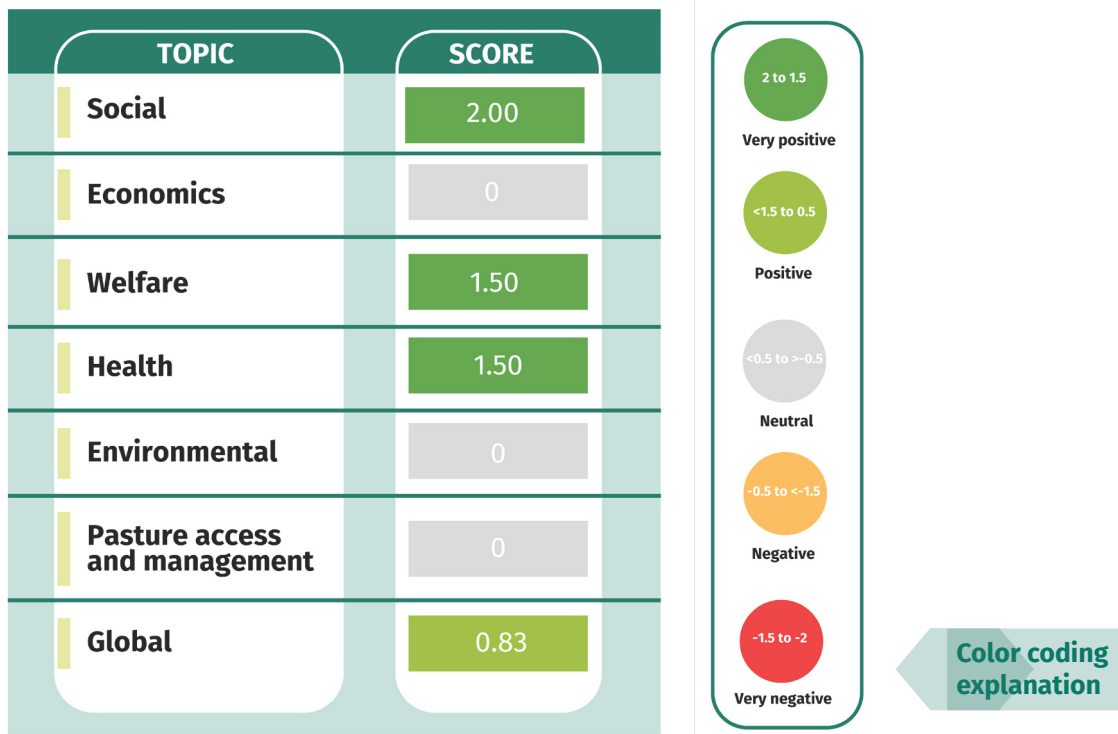 TOPIC SCORE
Social 2.00
Economics 0
Welfare 1.50
Health 1.50
Environmental 0
Pasture access
and management 0
Global 0.83
2 to 1.5
Very positive
<1.5 to 0.5
Positive
<0.5 to >-0.5
Neutral
-0.5 to <-1.5
Negative
-1.5 to -2
Very negative
Color coding
explanation